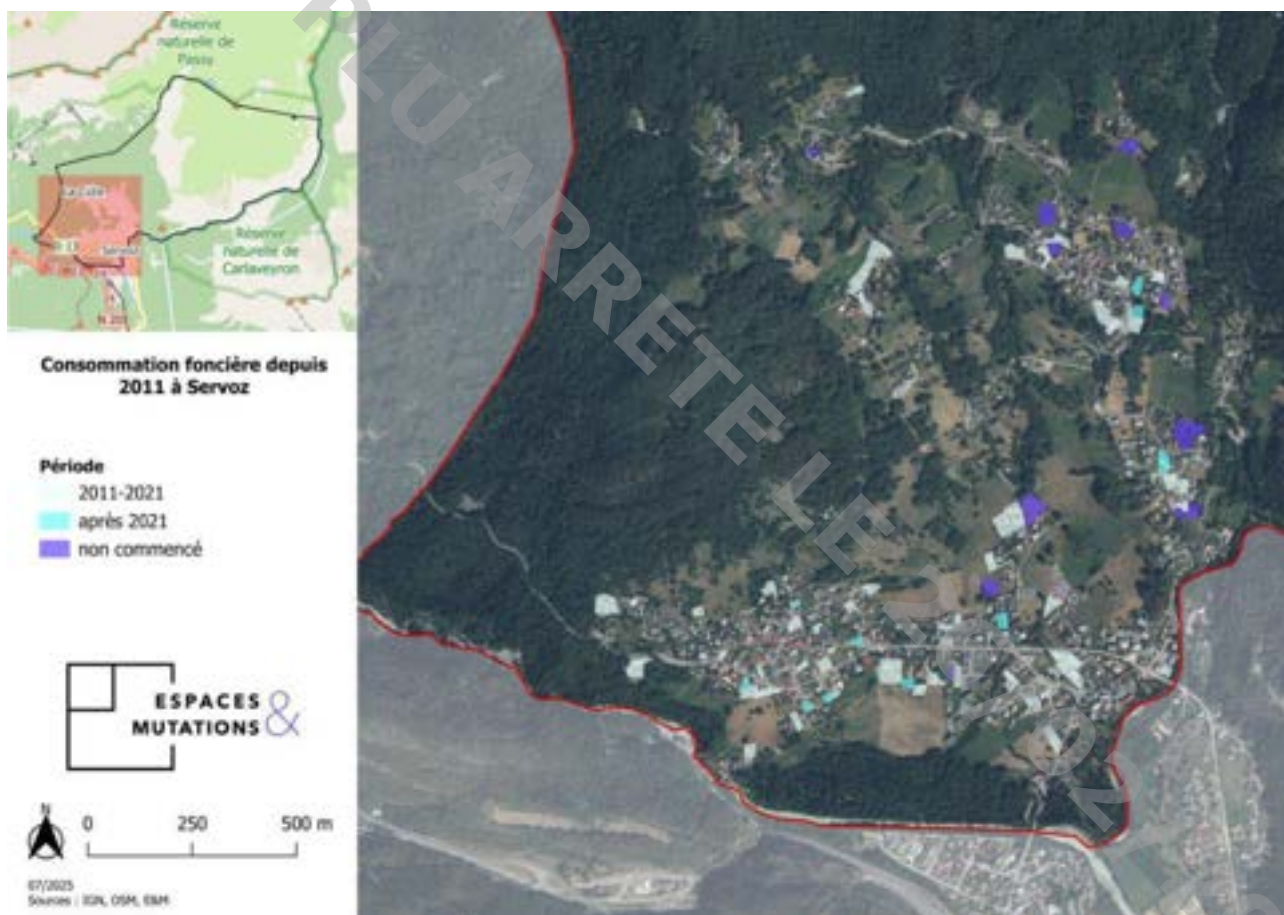 Réserve
naturelle de
Passy
Servoz
Réserve
naturelle de
Carlaveyron
Consommation foncière depuis
2011 à Servoz
Période
2011-2021
après 2021
non commencé
ESPACES
& MUTATIONS
N
0 250 500 m
07/2025
Sources : IGN, OSM, E&M
PLU ARRETE LE